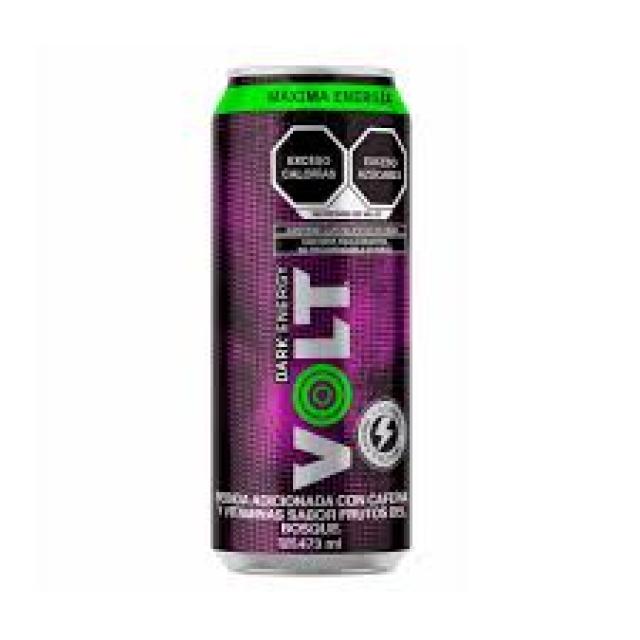 MAXIMA ENERGÍA
EXCESO
CALORÍAS
EXCESO
AZÚCARES
DARK ENERGY
VOLT
BEBIDA ADICIONADA CON CAFEÍNA
Y VITAMINAS SABOR FRUTOS DEL
BOSQUE.
473 ml